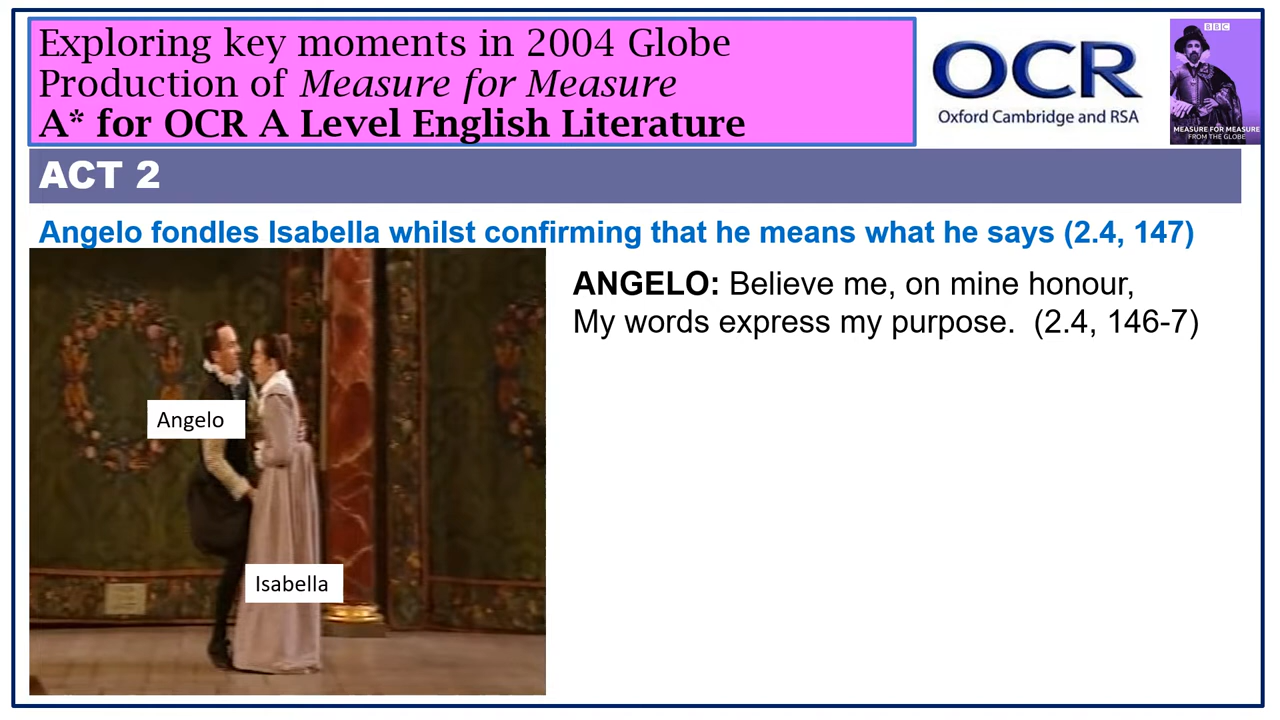 Exploring key moments in 2004 Globe
Production of Measure for Measure
A* for OCR A Level English Literature
OCR
Oxford Cambridge and RSA
BBC
MEASURE FOR MEASURE
FROM THE GLOBE
ACT 2
Angelo fondles Isabella whilst confirming that he means what he says (2.4, 147)
ANGELO: Believe me, on mine honour,
My words express my purpose. (2.4, 146-7)
Angelo
Isabella